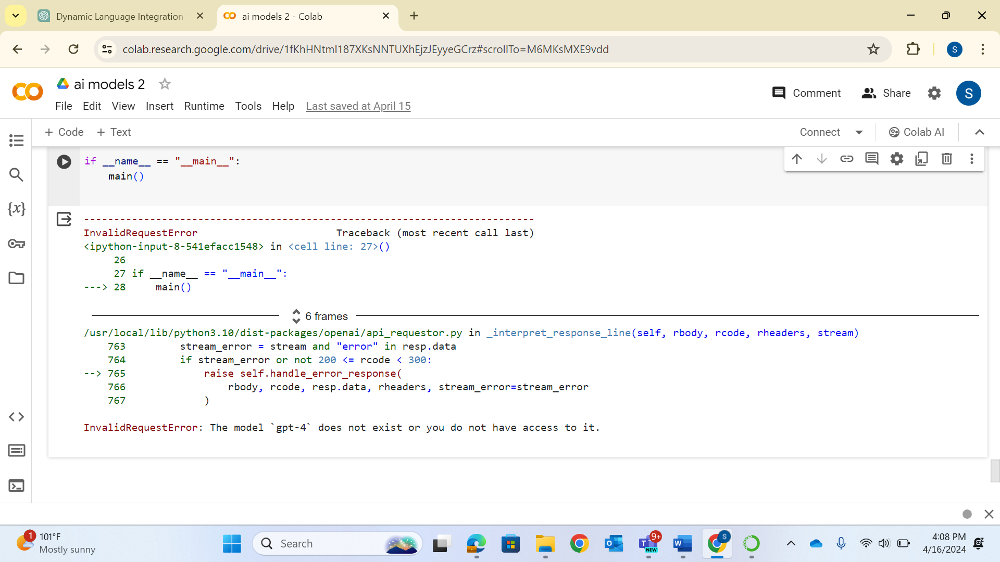 Dynamic Language Integration
ai models 2 - Colab
colab.research.google.com/drive/1fKhHNtml187XKsNNTUXhEjzJEyyeGCrz#scrollTo=M6MKsMXE9vdd
S
ai models 2
Comment
Share
S
File Edit View Insert Runtime Tools Help Last saved at April 15
+ Code + Text
Connect
Colab AI
if __name__ == "__main__":
    main()
{x}
---------------------------------------------------------------------------
InvalidRequestError                       Traceback (most recent call last)
<ipython-input-8-541efacc1548> in <cell line: 27>()
     26
     27 if __name__ == "__main__":
---> 28     main()
6 frames
/usr/local/lib/python3.10/dist-packages/openai/api_requestor.py in _interpret_response_line(self, rbody, rcode, rheaders, stream)
    763         stream_error = stream and "error" in resp.data
    764         if stream_error or not 200 <= rcode < 300:
--> 765             raise self.handle_error_response(
    766                 rbody, rcode, resp.data, rheaders, stream_error=stream_error
    767             )
InvalidRequestError: The model `gpt-4` does not exist or you do not have access to it.
1
101°F
Mostly sunny
Search
9+
NEW
S
4:08 PM
4/16/2024